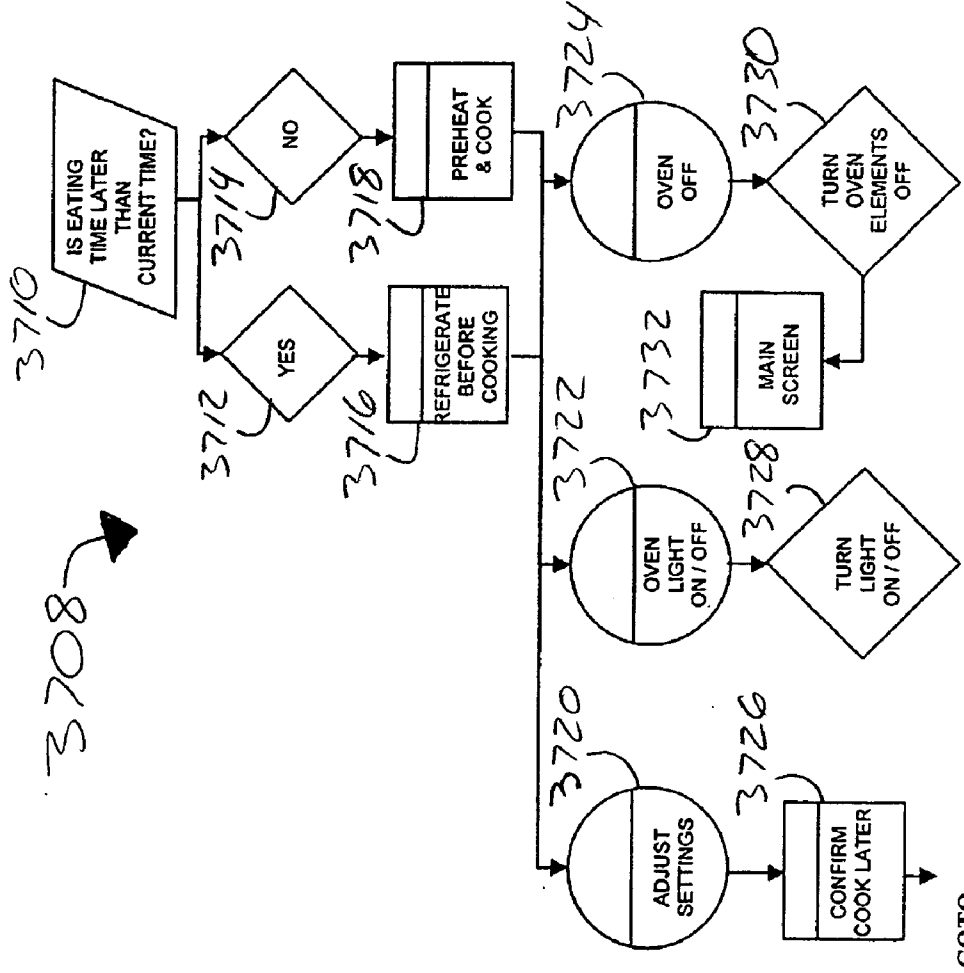 3708
3710
IS EATING
TIME LATER
THAN
CURRENT TIME?
3712
YES
3714
NO
3716
REFRIGERATE
BEFORE
COOKING
3718
PREHEAT
& COOK
3720
ADJUST
SETTINGS
3722
OVEN
LIGHT
ON / OFF
3724
OVEN
OFF
3726
CONFIRM
COOK LATER
3728
TURN
LIGHT
ON / OFF
3732
MAIN
SCREEN
3730
TURN
OVEN
ELEMENTS
OFF
GOTO